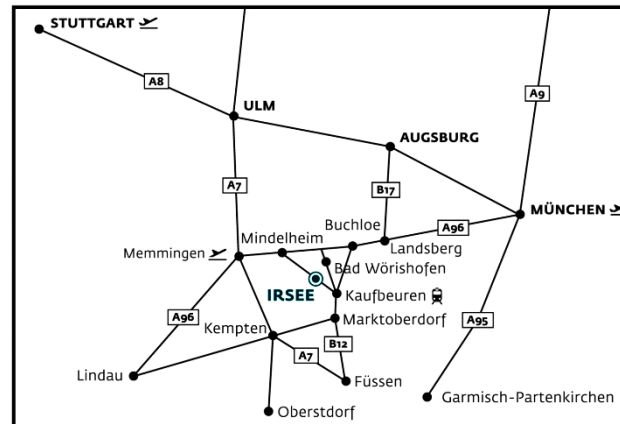 STUTTGART
A8
A9
ULM
AUGSBURG
A7
B17
MÜNCHEN
Buchloe
A96
Mindelheim
Landsberg
Memmingen
Bad Wörishofen
IRSEE
Kaufbeuren
A96
Kempten
Marktoberdorf
A95
B12
A7
Lindau
Füssen
Garmisch-Partenkirchen
Oberstdorf